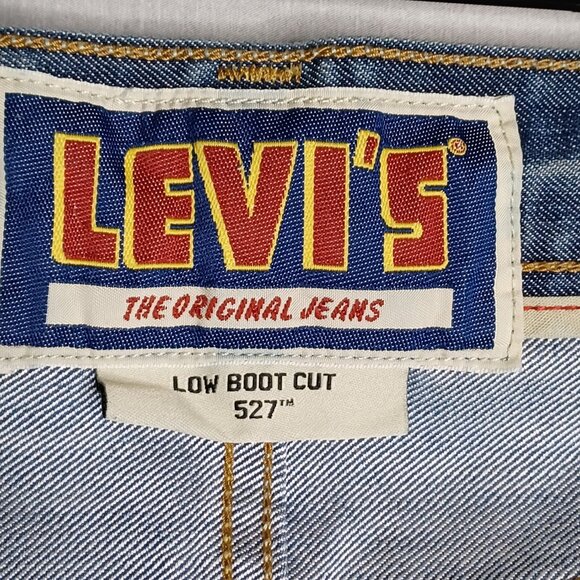 LEVI'S®
THE ORIGINAL JEANS
LOW BOOT CUT
527™